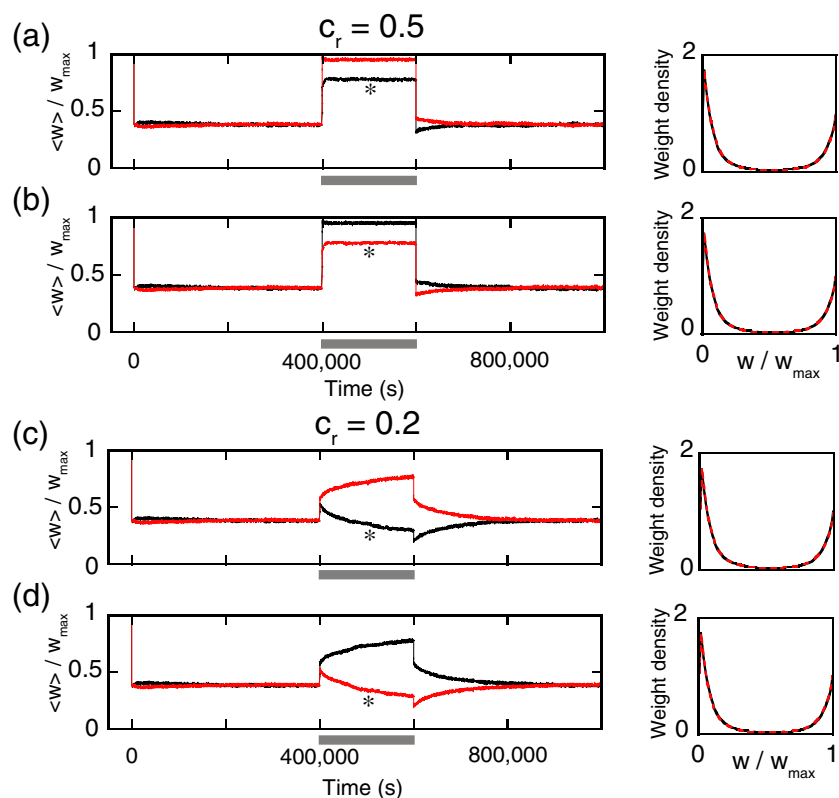 (a)
c_r = 0.5
1
0.5
0
<w> / w_max
*
2
0
Weight density
(b)
1
0.5
0
<w> / w_max
*
0
400,000
800,000
Time (s)
2
0
Weight density
0
1
w / w_max
(c)
c_r = 0.2
1
0.5
0
<w> / w_max
*
2
0
Weight density
(d)
1
0.5
0
<w> / w_max
*
0
400,000
800,000
Time (s)
2
0
Weight density
0
1
w / w_max